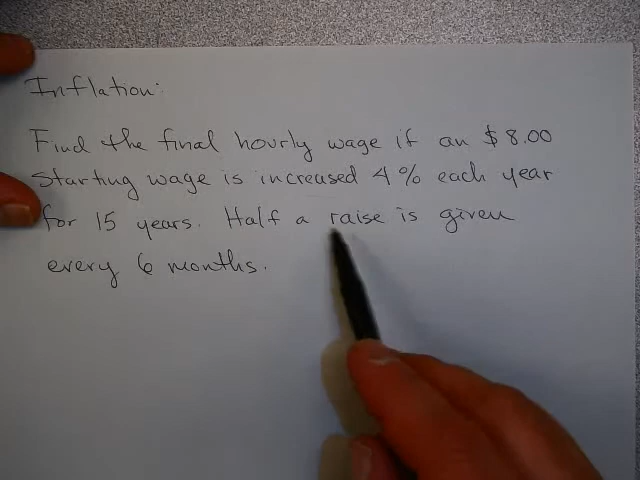 Inflation:
Find the final hourly wage if an $8.00
starting wage is increased 4% each year
for 15 years. Half a raise is given
every 6 months.